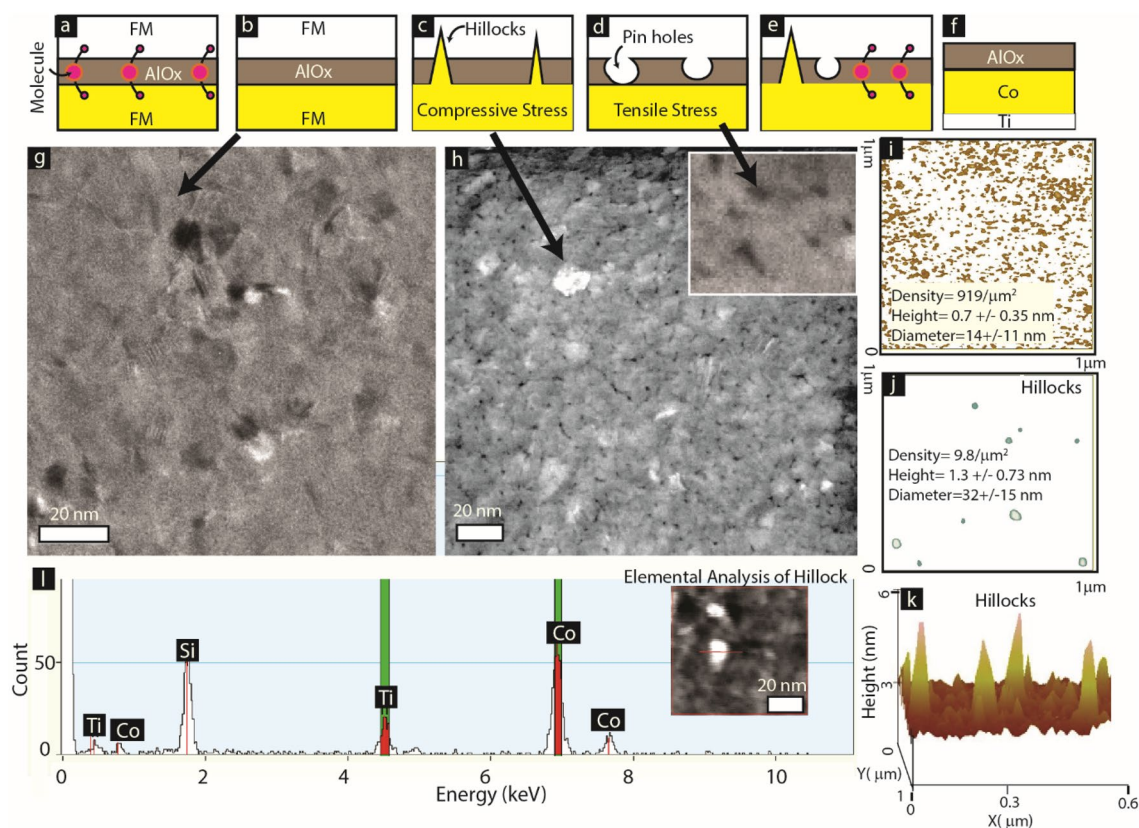 a
FM
Molecule
AlOx
FM
b
FM
AlOx
FM
c
Hillocks
Compressive Stress
d
Pin holes
Tensile Stress
e
f
AlOx
Co
Ti
g
20 nm
h
20 nm
i
1µm
0
Density= 919/µm²
Height= 0.7 +/- 0.35 nm
Diameter=14+/-11 nm
1µm
j
1µm
0
Hillocks
Density= 9.8/µm²
Height= 1.3 +/- 0.73 nm
Diameter=32+/-15 nm
1µm
k
Hillocks
Height (nm)
6
3
0
Y( µm)
1
0
0.3
0.6
X( µm)
l
Elemental Analysis of Hillock
20 nm
Count
50
0
Ti
Co
Si
Ti
Co
Co
0
2
4
6
8
10
Energy (keV)